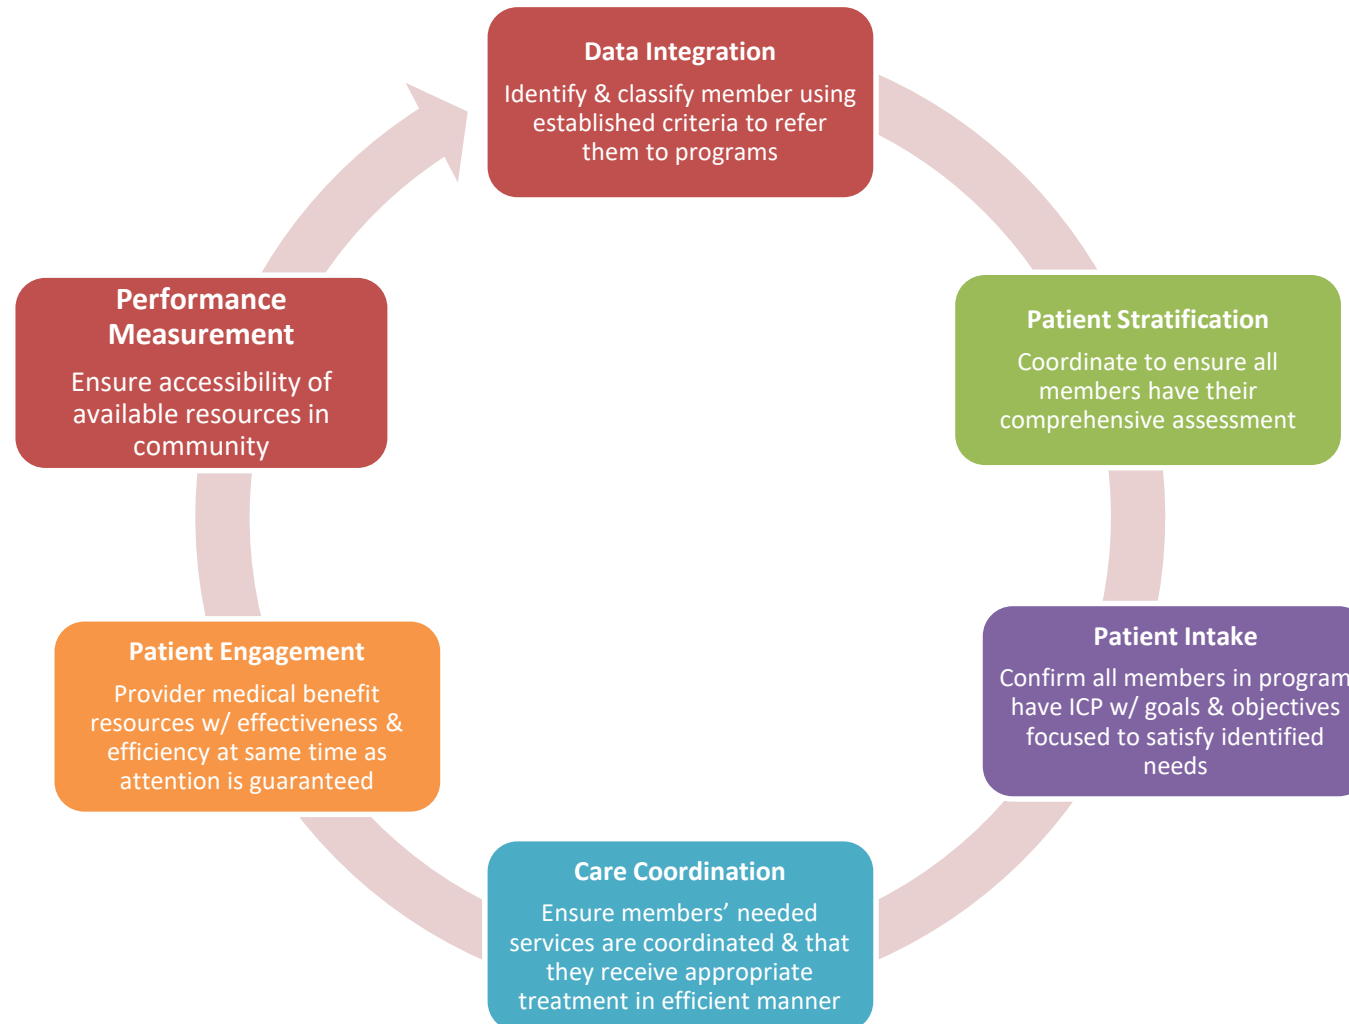 Data Integration
Identify & classify member using
established criteria to refer
them to programs
Patient Stratification
Coordinate to ensure all
members have their
comprehensive assessment
Patient Intake
Confirm all members in program
have ICP w/ goals & objectives
focused to satisfy identified
needs
Care Coordination
Ensure members’ needed
services are coordinated & that
they receive appropriate
treatment in efficient manner
Patient Engagement
Provider medical benefit
resources w/ effectiveness &
efficiency at same time as
attention is guaranteed
Performance
Measurement
Ensure accessibility of
available resources in
community